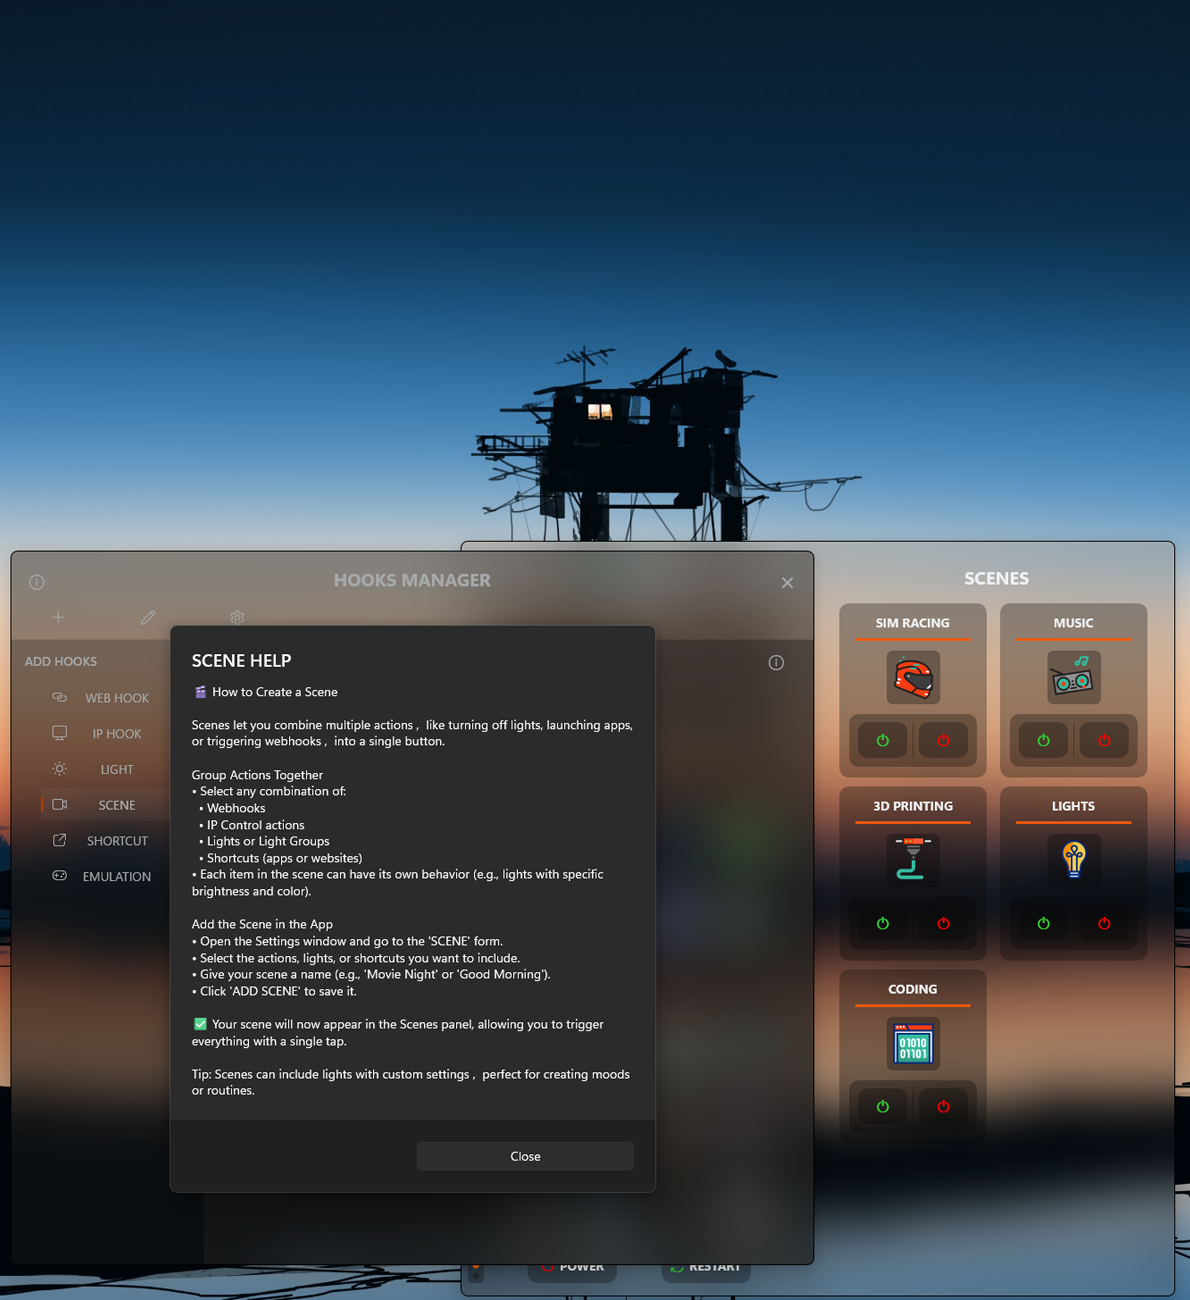 HOOKS MANAGER
ADD HOOKS
WEB HOOK
IP HOOK
LIGHT
SCENE
SHORTCUT
EMULATION
SCENE HELP
🎬 How to Create a Scene
Scenes let you combine multiple actions ,  like turning off lights, launching apps,
or triggering webhooks ,  into a single button.
Group Actions Together
• Select any combination of:
• Webhooks
• IP Control actions
• Lights or Light Groups
• Shortcuts (apps or websites)
• Each item in the scene can have its own behavior (e.g., lights with specific
brightness and color).
Add the Scene in the App
• Open the Settings window and go to the 'SCENE' form.
• Select the actions, lights, or shortcuts you want to include.
• Give your scene a name (e.g., 'Movie Night' or 'Good Morning').
• Click 'ADD SCENE' to save it.
✅ Your scene will now appear in the Scenes panel, allowing you to trigger
everything with a single tap.
Tip: Scenes can include lights with custom settings ,  perfect for creating moods
or routines.
Close
SCENES
SIM RACING
MUSIC
3D PRINTING
LIGHTS
CODING
01010
01101
POWER
RESTART